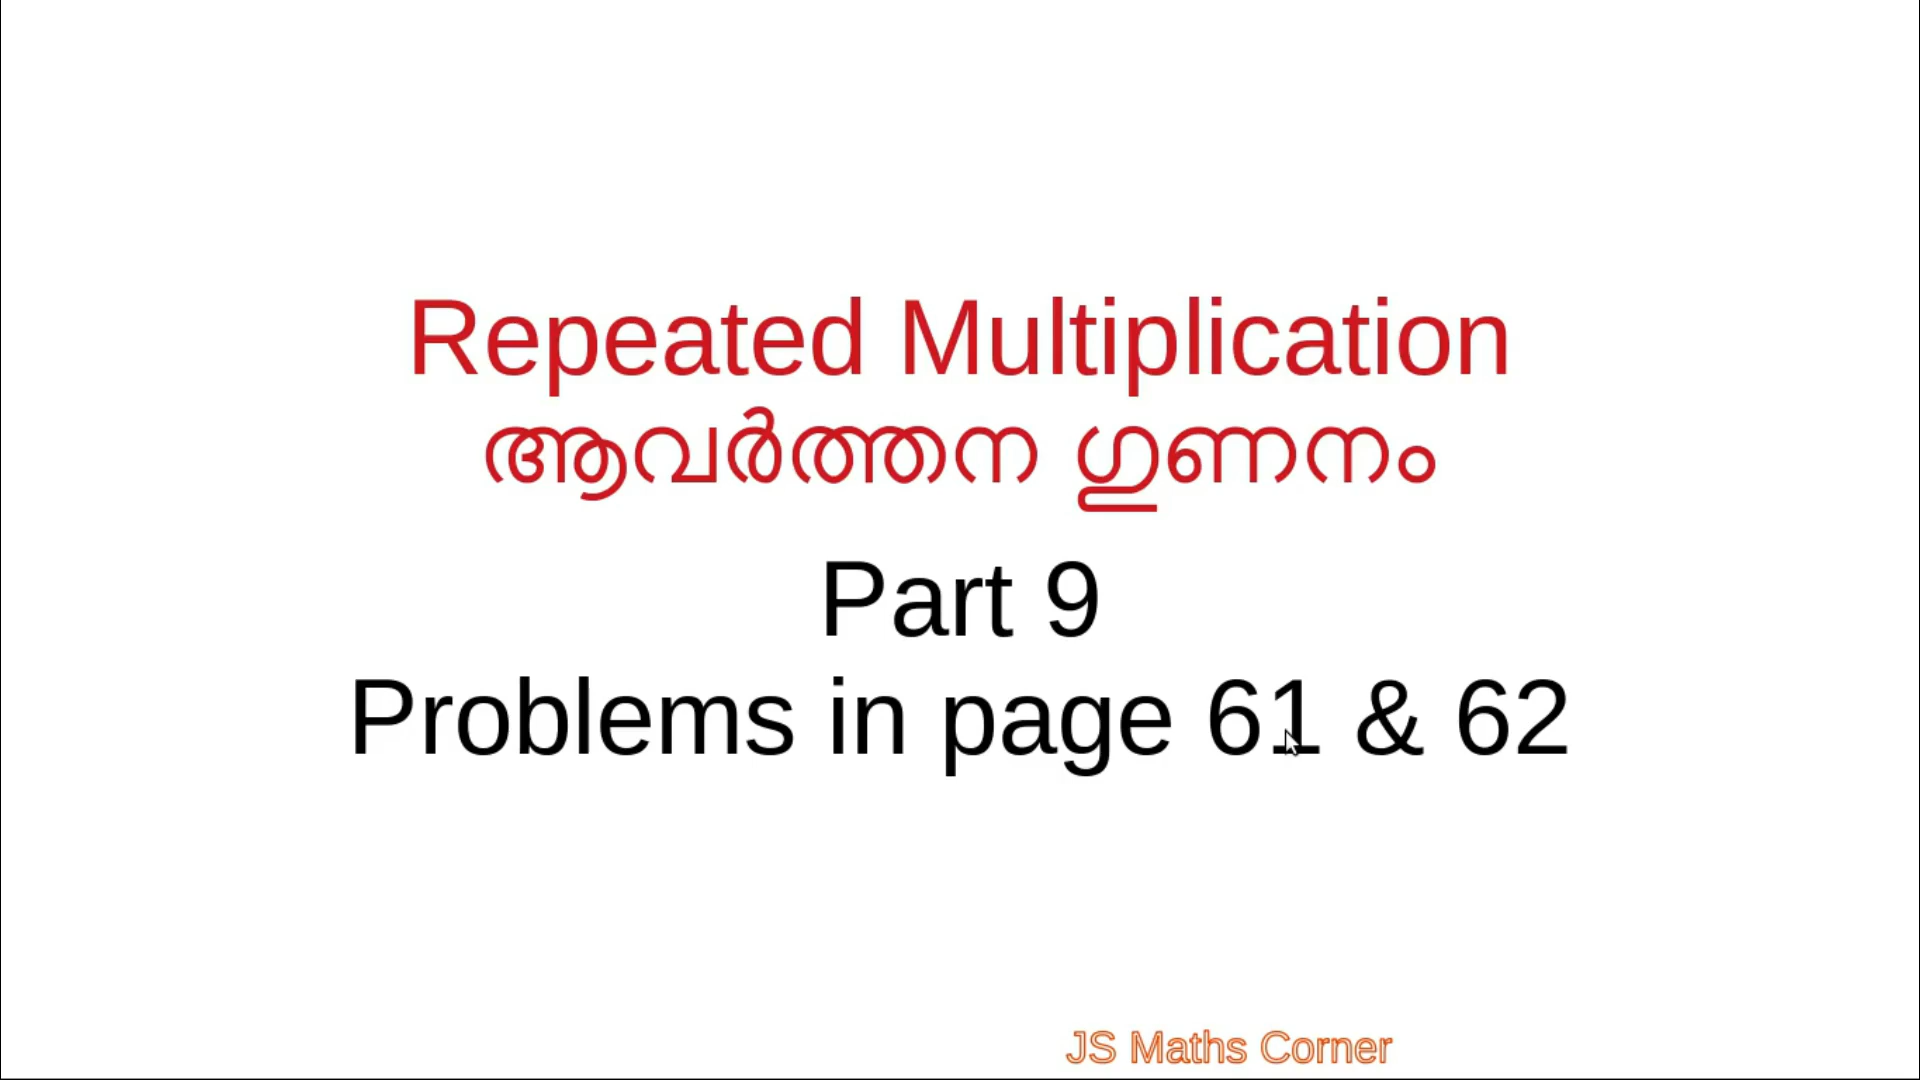 Repeated Multiplication
ആവർത്തന ഗുണനം
Part 9
Problems in page 61 & 62
JS Maths Corner